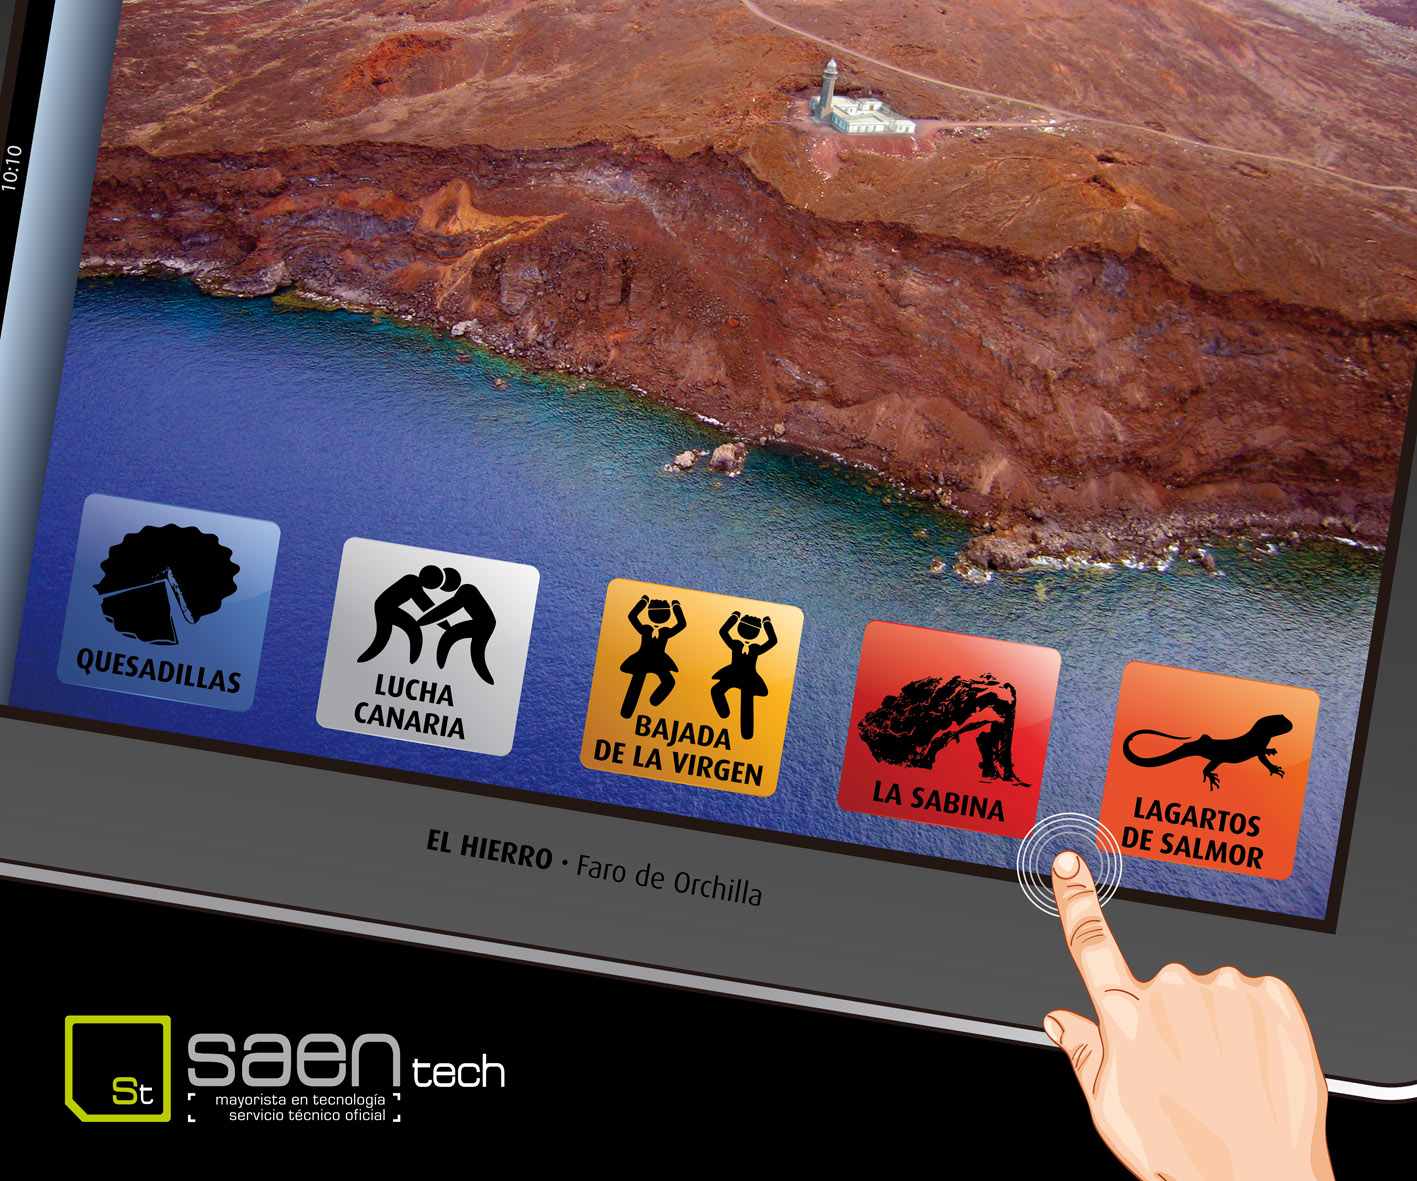 10:10
QUESADILLAS
LUCHA
CANARIA
BAJADA
DE LA VIRGEN
LA SABINA
LAGARTOS
DE SALMOR
EL HIERRO · Faro de Orchilla
St
saen tech
mayorista en tecnología
servicio técnico oficial